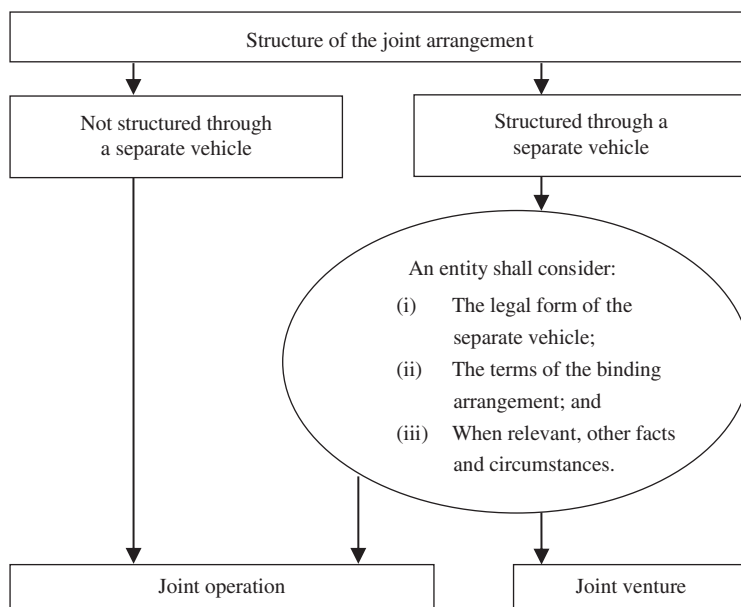 Structure of the joint arrangement
Not structured through
a separate vehicle
Structured through a
separate vehicle
An entity shall consider:
(i) The legal form of the
separate vehicle;
(ii) The terms of the binding
arrangement; and
(iii) When relevant, other facts
and circumstances.
Joint operation
Joint venture